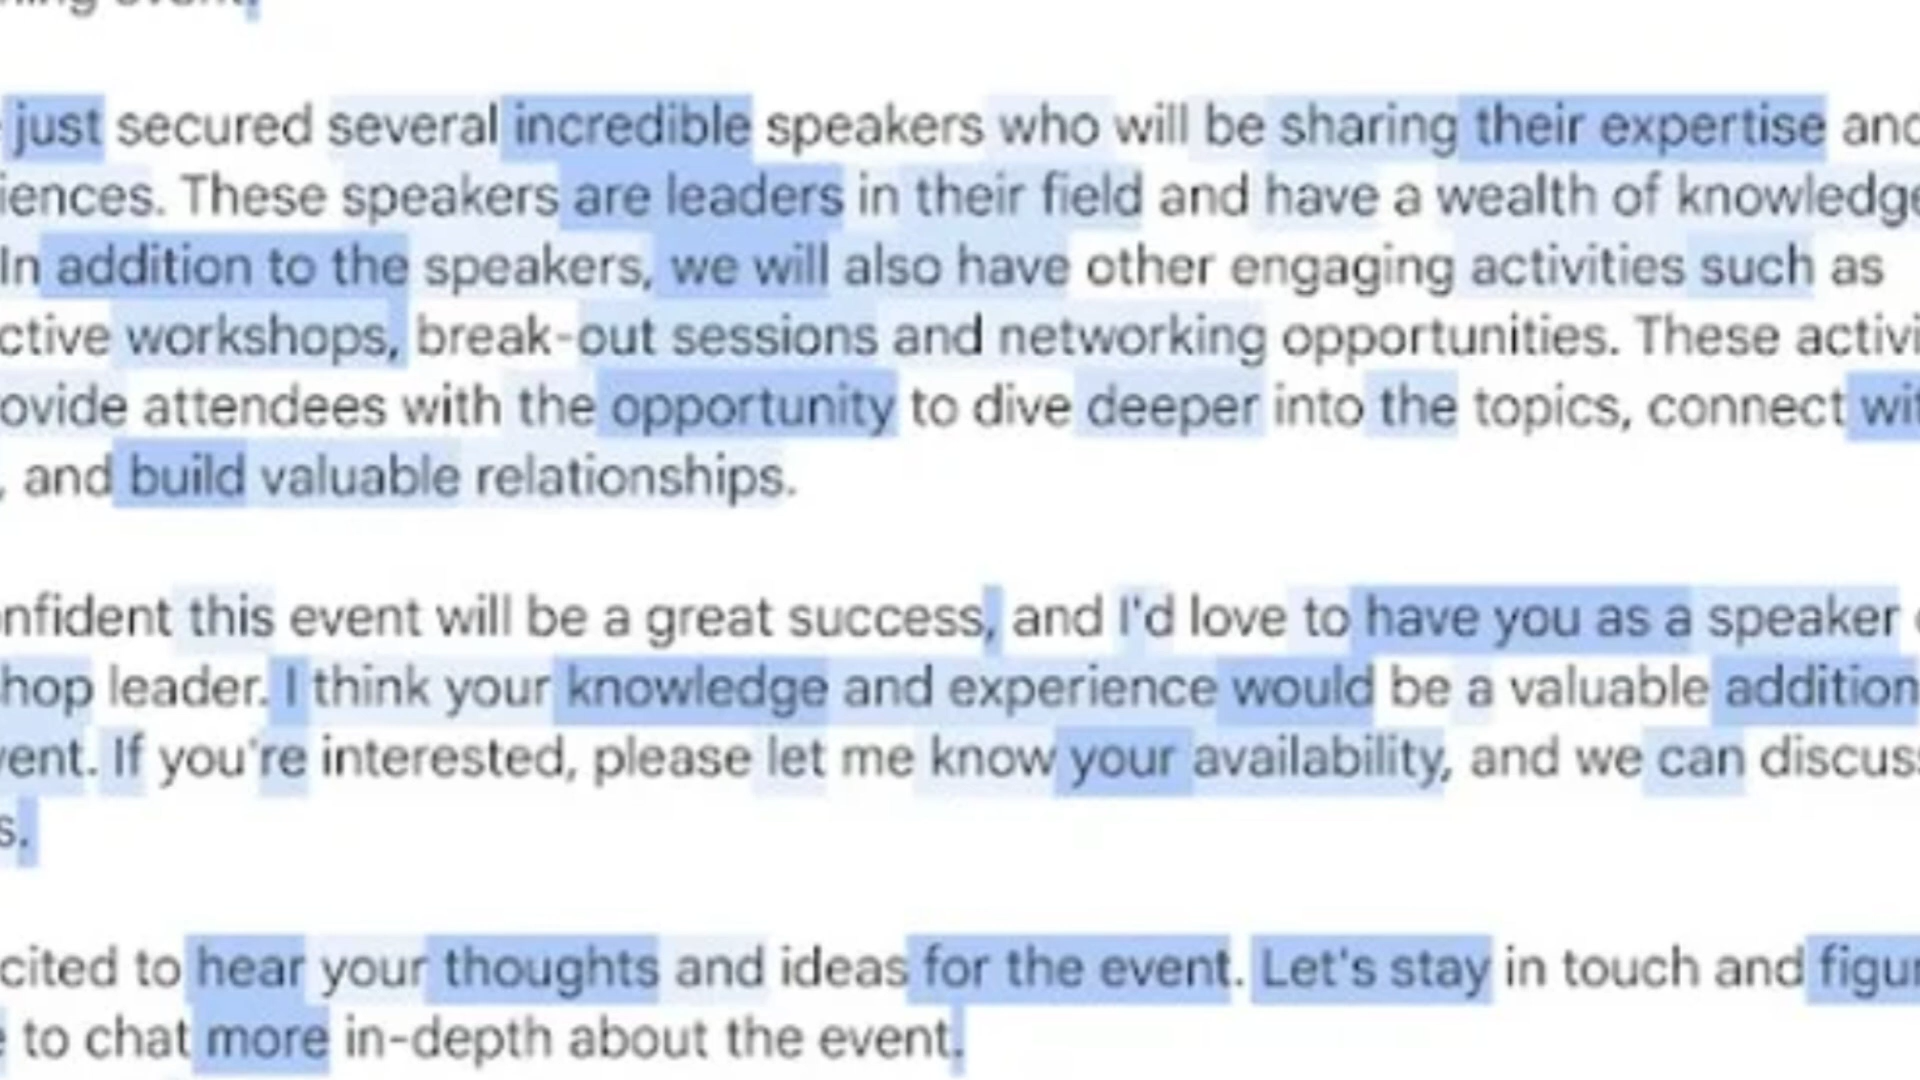 event.
just secured several incredible speakers who will be sharing their expertise and
iences. These speakers are leaders in their field and have a wealth of knowledge
In addition to the speakers, we will also have other engaging activities such as
ctive workshops, break-out sessions and networking opportunities. These activi
ovide attendees with the opportunity to dive deeper into the topics, connect wit
, and build valuable relationships.
nfident this event will be a great success, and I'd love to have you as a speaker
hop leader. I think your knowledge and experience would be a valuable addition
vent. If you're interested, please let me know your availability, and we can discuss
s.
cited to hear your thoughts and ideas for the event. Let's stay in touch and figur
to chat more in-depth about the event.